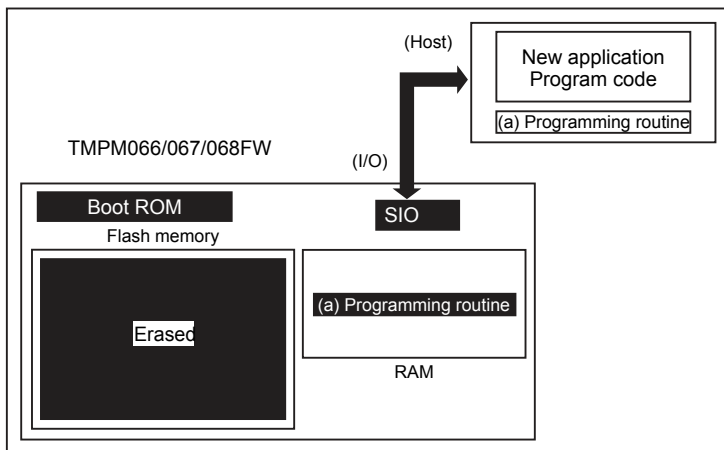 (Host)
New application
Program code
(a) Programming routine
TMPM066/067/068FW
(I/O)
Boot ROM
SIO
Flash memory
(a) Programming routine
Erased
RAM